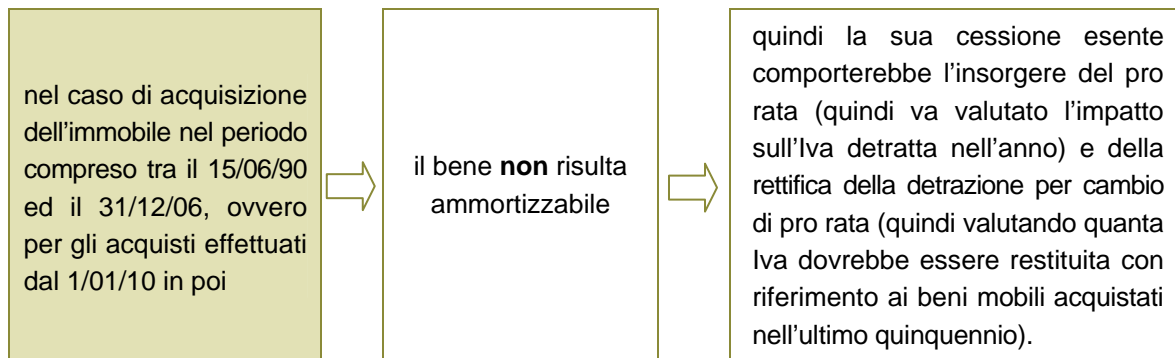 nel caso di acquisizione
dell’immobile nel periodo
compreso tra il 15/06/90
ed il 31/12/06, ovvero
per gli acquisti effettuati
dal 1/01/10 in poi
il bene non risulta
ammortizzabile
quindi la sua cessione esente
comporterebbe l’insorgere del pro
rata (quindi va valutato l’impatto
sull’Iva detratta nell’anno) e della
rettifica della detrazione per cambio
di pro rata (quindi valutando quanta
Iva dovrebbe essere restituita con
riferimento ai beni mobili acquistati
nell’ultimo quinquennio).